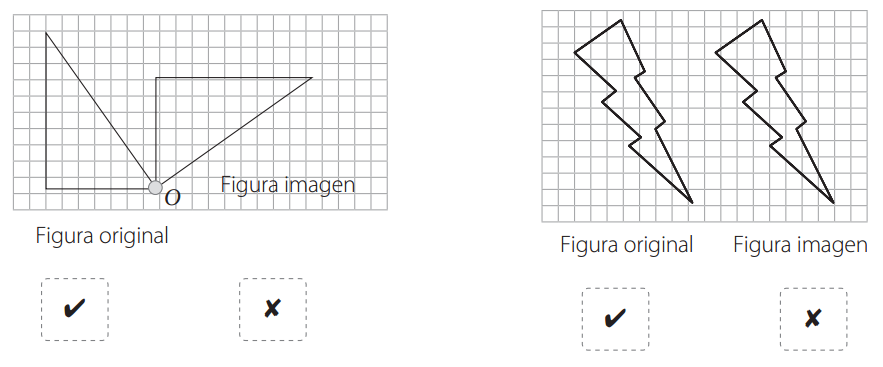 O
Figura imagen
Figura original
✔ ✘
Figura original Figura imagen
✔ ✘